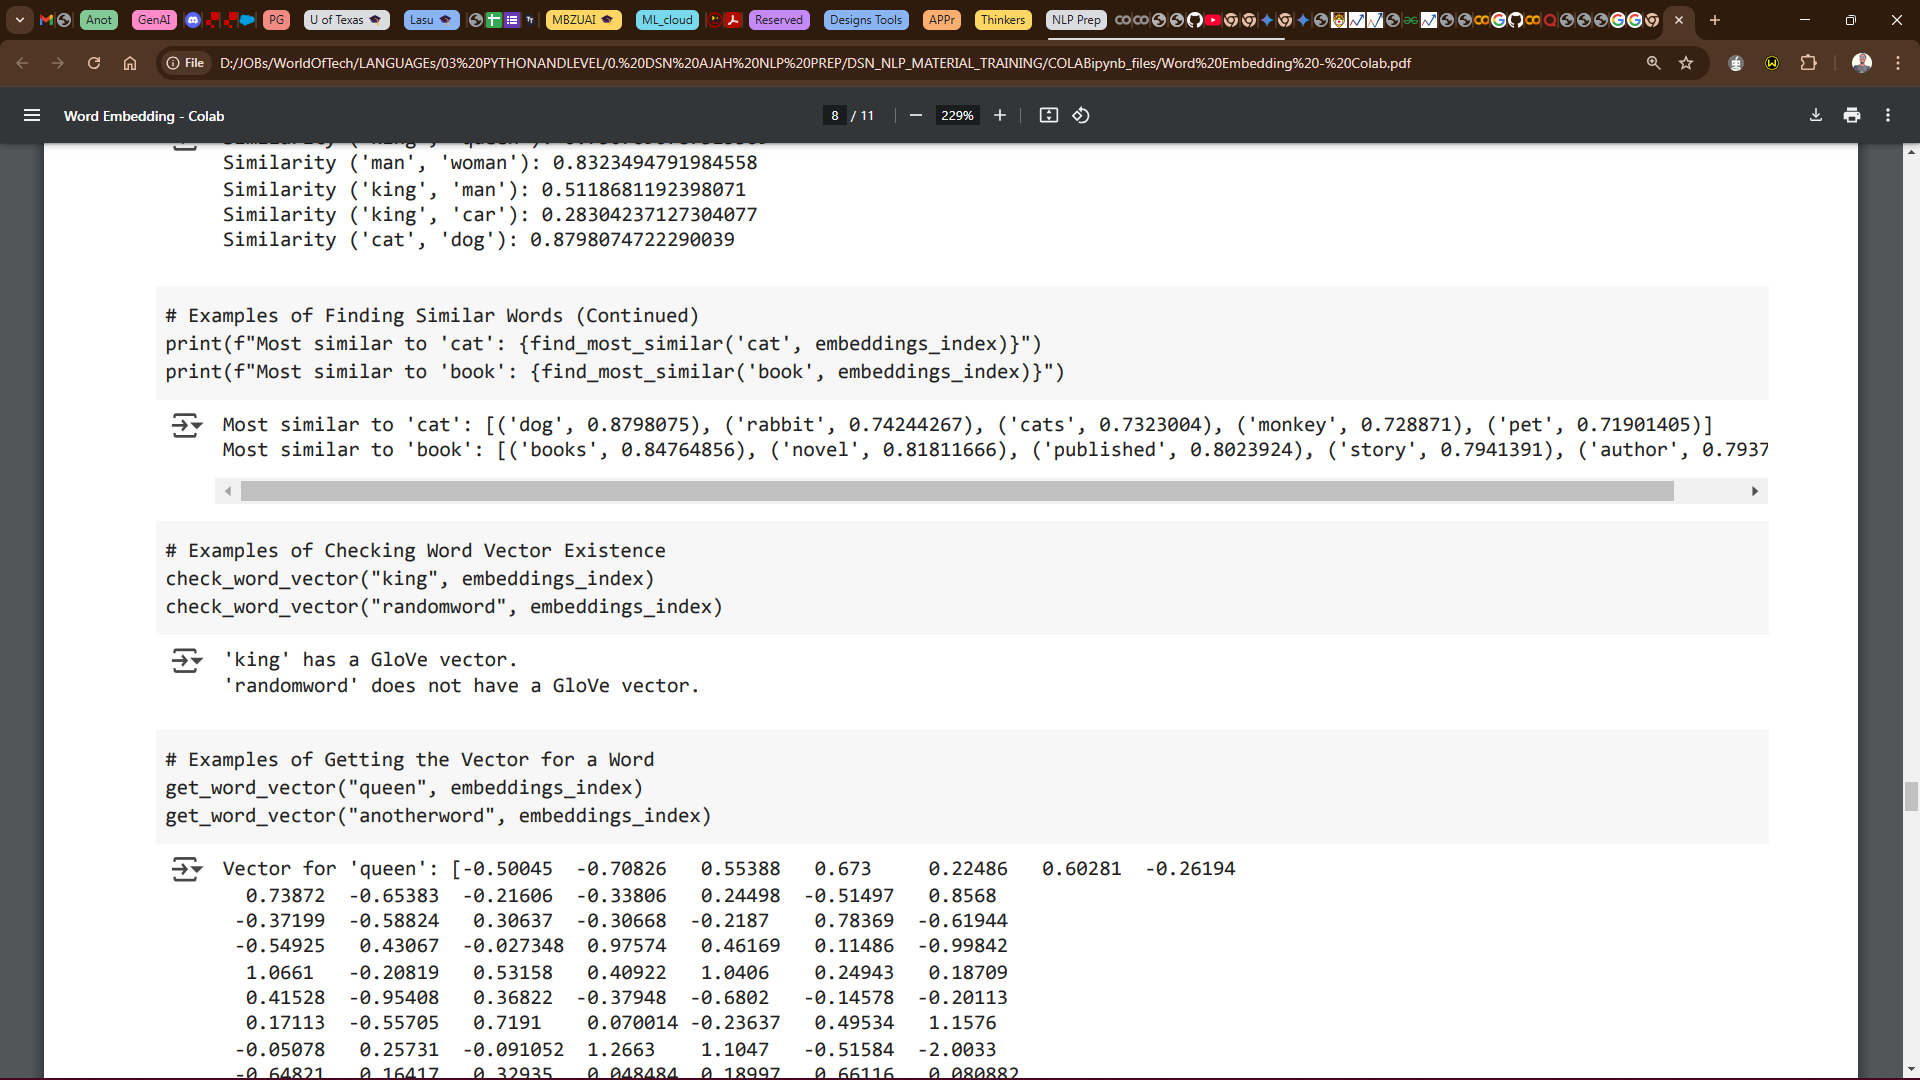 Anot
GenAI
PG
U of Texas
Lasu
MBZUAI
ML_cloud
Reserved
Designs Tools
APPr
Thinkers
NLP Prep
File
D:/JOBs/WorldOfTech/LANGUAGEs/03%20PYTHONANDLEVEL/0.%20DSN%20AJAH%20NLP%20PREP/DSN_NLP_MATERIAL_TRAINING/COLABipynb_files/Word%20Embedding%20-%20Colab.pdf
Word Embedding - Colab
8 / 11
229%
Similarity ('man', 'woman'): 0.8323494791984558
Similarity ('king', 'man'): 0.5118681192398071
Similarity ('king', 'car'): 0.28304237127304077
Similarity ('cat', 'dog'): 0.8798074722290039
# Examples of Finding Similar Words (Continued)
print(f"Most similar to 'cat': {find_most_similar('cat', embeddings_index)}")
print(f"Most similar to 'book': {find_most_similar('book', embeddings_index)}")
Most similar to 'cat': [('dog', 0.8798075), ('rabbit', 0.74244267), ('cats', 0.7323004), ('monkey', 0.728871), ('pet', 0.71901405)]
Most similar to 'book': [('books', 0.84764856), ('novel', 0.81811666), ('published', 0.8023924), ('story', 0.7941391), ('author', 0.7937
# Examples of Checking Word Vector Existence
check_word_vector("king", embeddings_index)
check_word_vector("randomword", embeddings_index)
'king' has a GloVe vector.
'randomword' does not have a GloVe vector.
# Examples of Getting the Vector for a Word
get_word_vector("queen", embeddings_index)
get_word_vector("anotherword", embeddings_index)
Vector for 'queen': [-0.50045 -0.70826 0.55388 0.673 0.22486 0.60281 -0.26194
0.73872 -0.65383 -0.21606 -0.33806 0.24498 -0.51497 0.8568
-0.37199 -0.58824 0.30637 -0.30668 -0.2187 0.78369 -0.61944
-0.54925 0.43067 -0.027348 0.97574 0.46169 0.11486 -0.99842
1.0661 -0.20819 0.53158 0.40922 1.0406 0.24943 0.18709
0.41528 -0.95408 0.36822 -0.37948 -0.6802 -0.14578 -0.20113
0.17113 -0.55705 0.7191 0.070014 -0.23637 0.49534 1.1576
-0.05078 0.25731 -0.091052 1.2663 1.1047 -0.51584 -2.0033
-0.64821 0.16417 0.32935 0.048484 0.18997 0.66116 0.080882